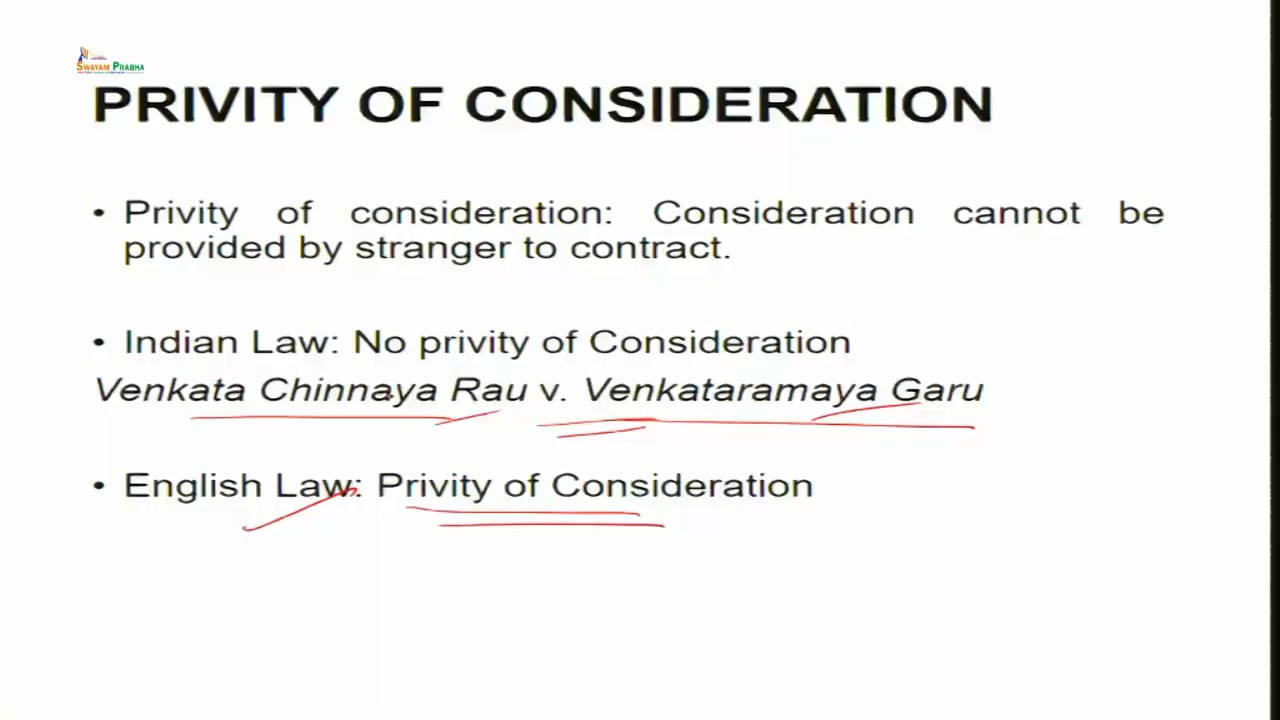 SWAYAM PRABHA
PRIVITY OF CONSIDERATION
• Privity of consideration: Consideration cannot be
provided by stranger to contract.
• Indian Law: No privity of Consideration
Venkata Chinnaya Rau v. Venkataramaya Garu
• English Law: Privity of Consideration